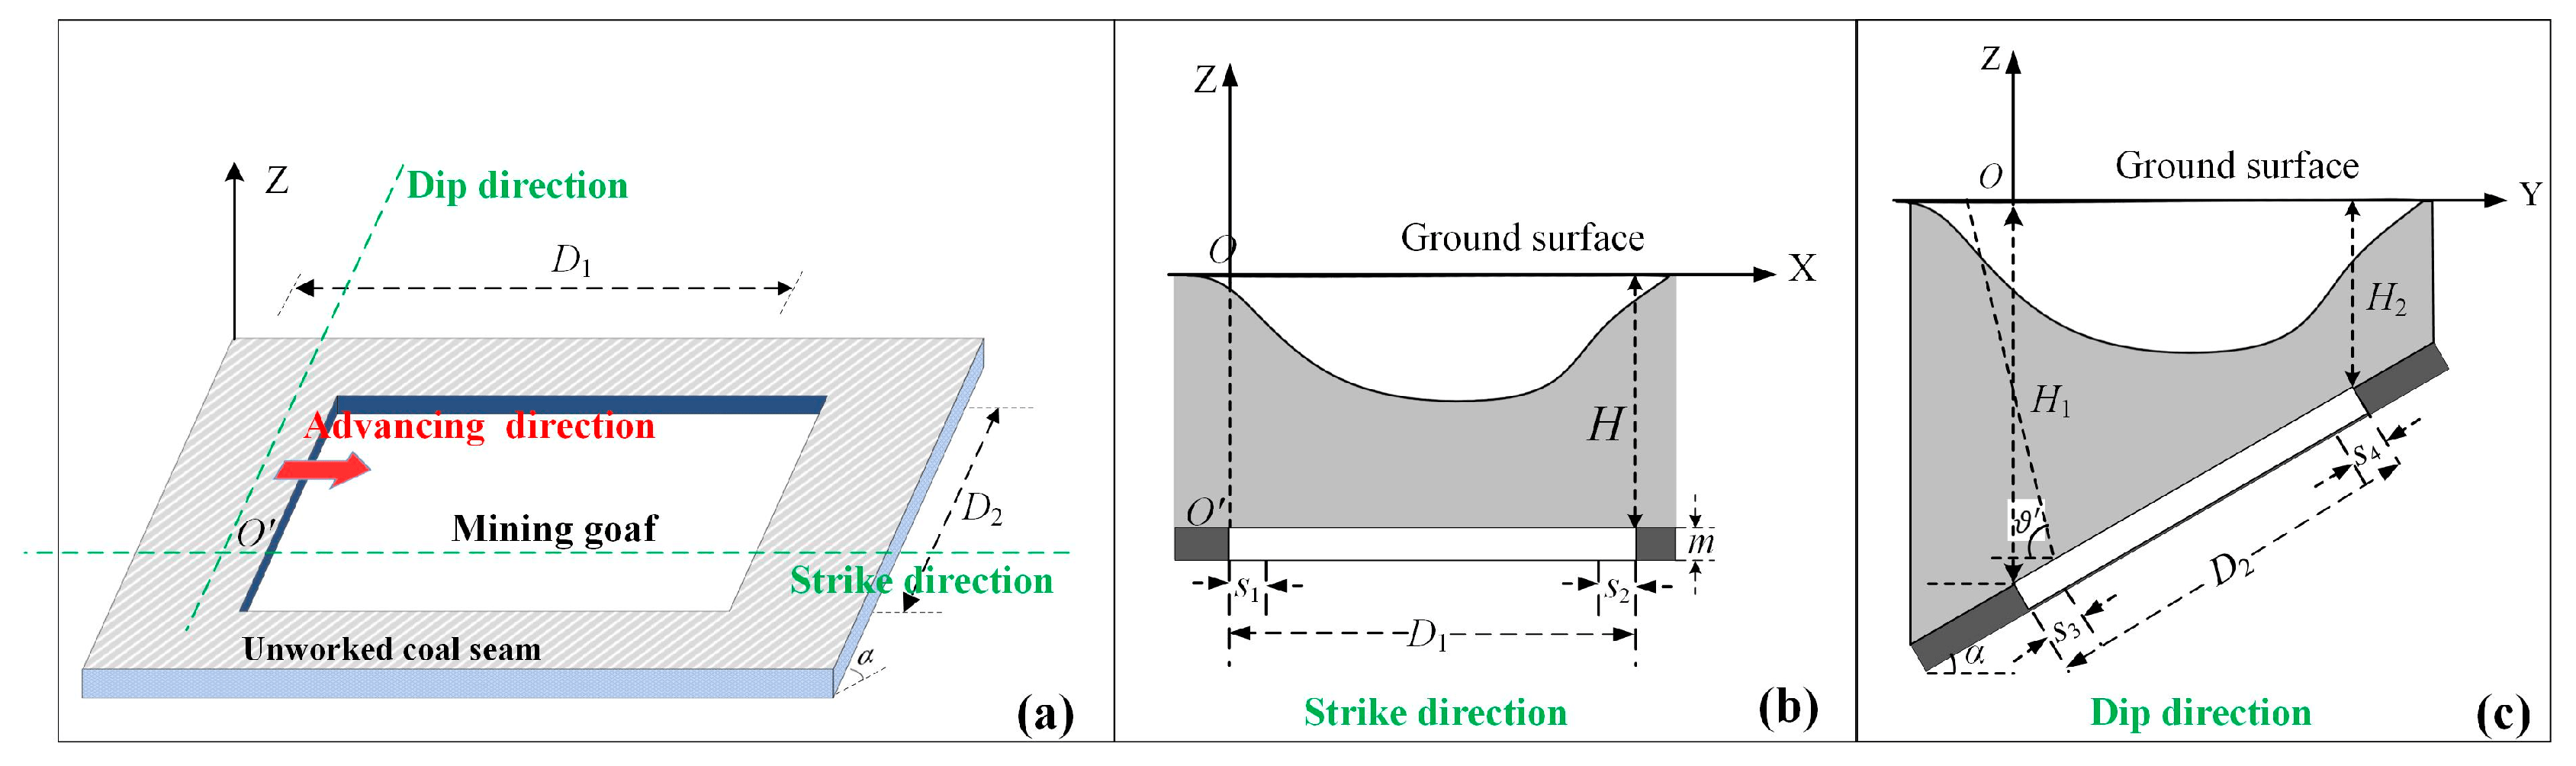 Z
Dip direction
D1
Advancing direction
O'
Mining goaf
D2
Strike direction
Unworked coal seam
α
(a)
Z
O
Ground surface
X
H
O'
m
s1
s2
D1
Strike direction
(b)
Z
O
Ground surface
Y
H2
H1
s4
ϑ'
D2
s3
α
Dip direction
(c)